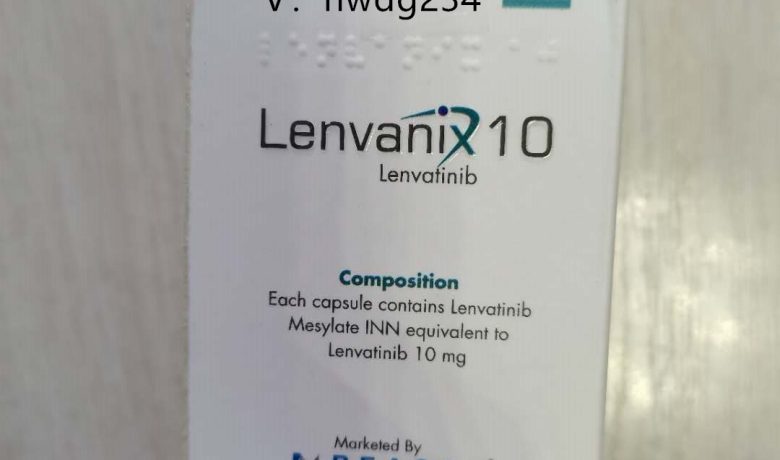 Lenvanix 10
Lenvatinib
Composition
Each capsule contains Lenvatinib
Mesylate INN equivalent to
Lenvatinib 10 mg
Marketed By